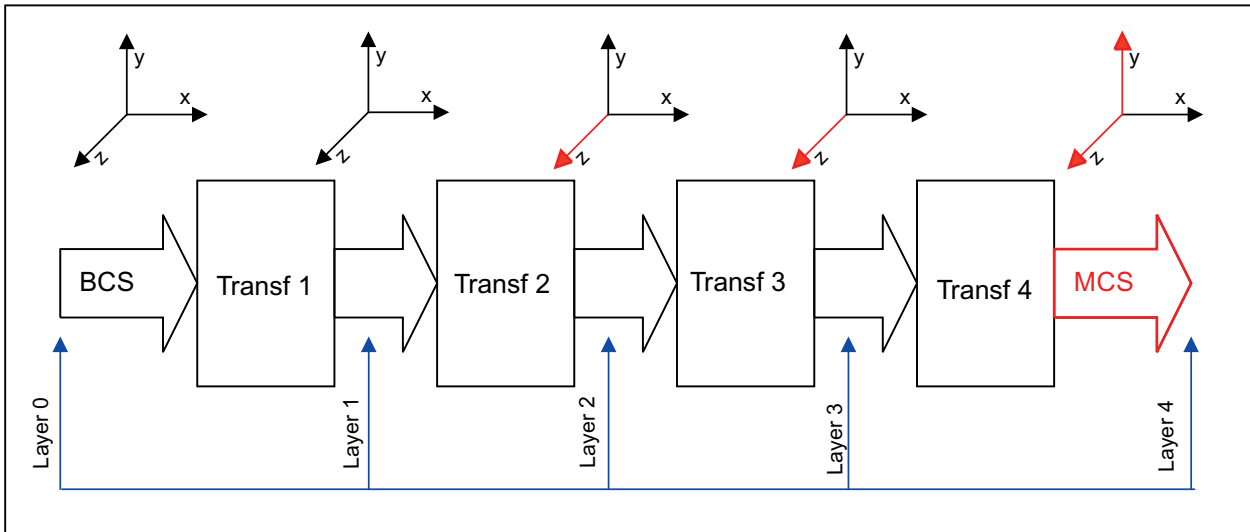 y
x
z
y
x
z
y
x
z
y
x
z
y
x
z
BCS
Transf 1
Transf 2
Transf 3
Transf 4
MCS
Layer 0
Layer 1
Layer 2
Layer 3
Layer 4